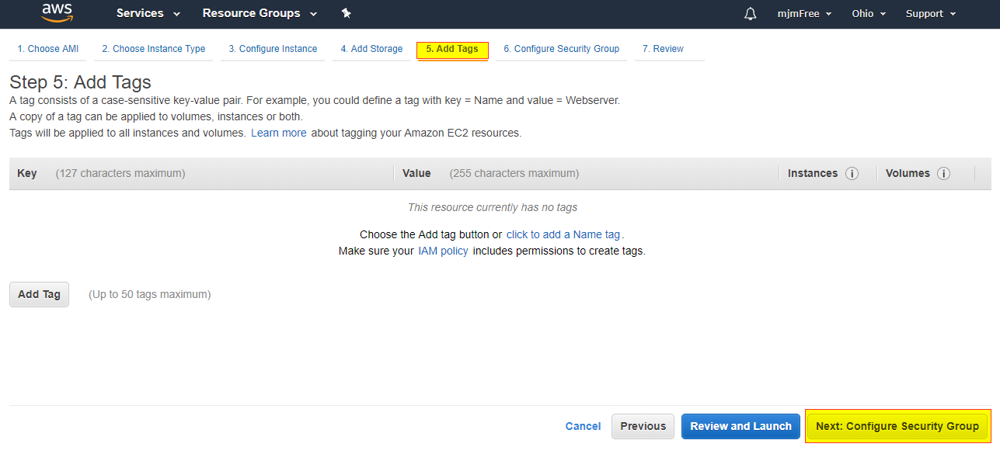 aws Services Resource Groups mjmFree Ohio Support
1. Choose AMI 2. Choose Instance Type 3. Configure Instance 4. Add Storage 5. Add Tags 6. Configure Security Group 7. Review
Step 5: Add Tags
A tag consists of a case-sensitive key-value pair. For example, you could define a tag with key = Name and value = Webserver.
A copy of a tag can be applied to volumes, instances or both.
Tags will be applied to all instances and volumes. Learn more about tagging your Amazon EC2 resources.
Key (127 characters maximum) Value (255 characters maximum) Instances i Volumes i
This resource currently has no tags
Choose the Add tag button or click to add a Name tag.
Make sure your IAM policy includes permissions to create tags.
Add Tag (Up to 50 tags maximum)
Cancel Previous Review and Launch Next: Configure Security Group